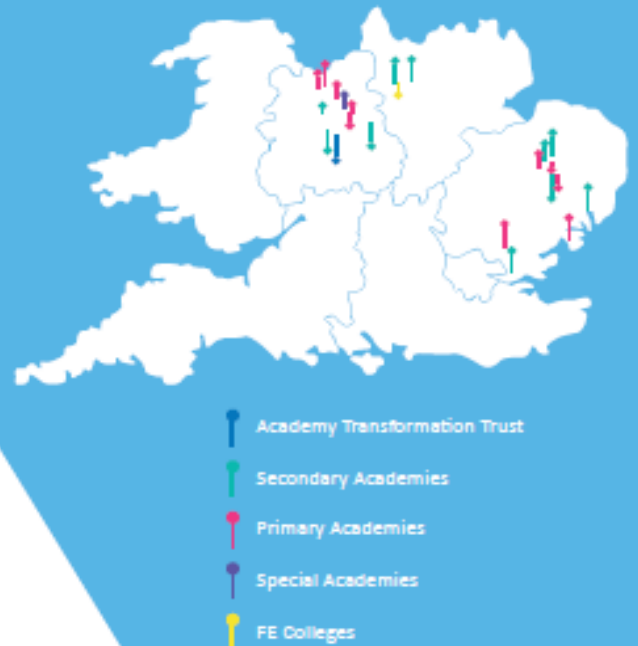 Academy Transformation Trust
Secondary Academies
Primary Academies
Special Academies
FE Colleges